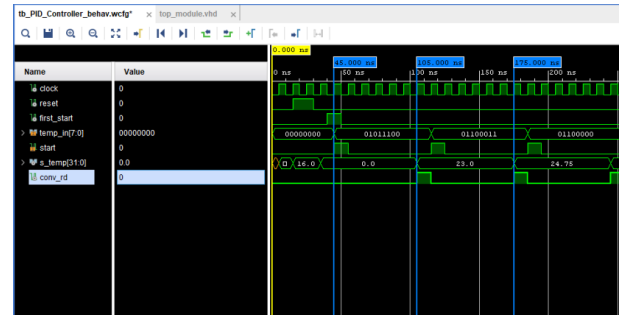 tb_PID_Controller_behav.wcfg* × top_module.vhd ×
0.000 ns
45.000 ns 105.000 ns 175.000 ns
Name Value 0 ns 50 ns 100 ns 150 ns 200 ns
clock 0
reset 0
first_start 0
temp_in[7:0] 00000000 00000000 01011100 01100011 01100000
start 0
s_temp[31:0] 0.0 0 16.0 0.0 23.0 24.75
conv_rd 0